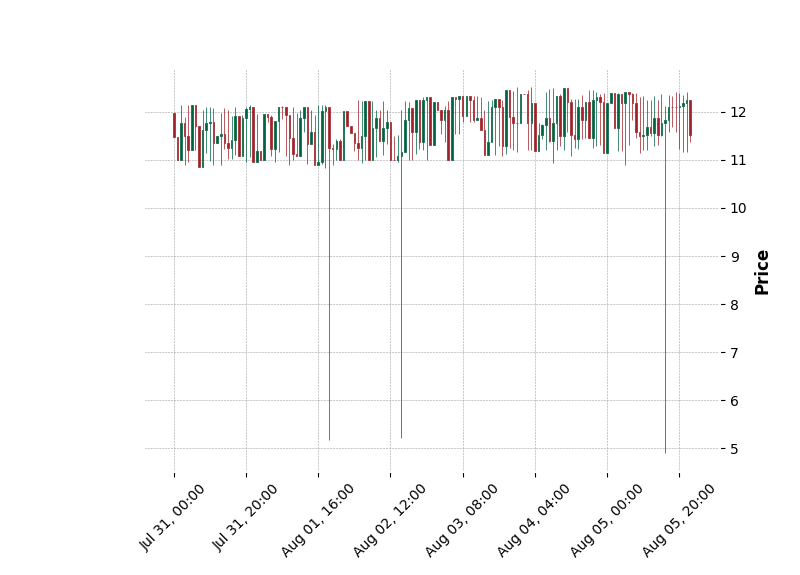 12
11
10
9
8
7
6
5
Price
Jul 31, 00:00
Jul 31, 20:00
Aug 01, 16:00
Aug 02, 12:00
Aug 03, 08:00
Aug 04, 04:00
Aug 05, 00:00
Aug 05, 20:00